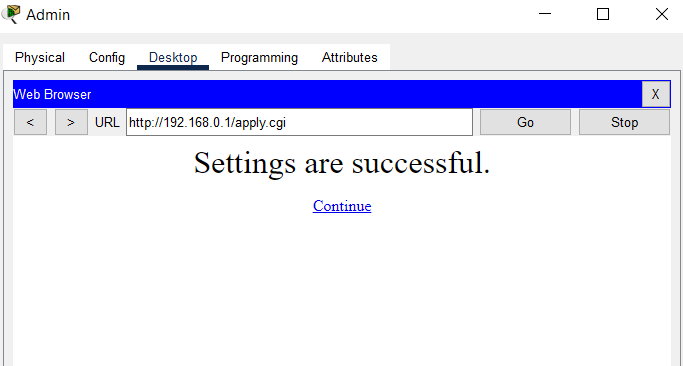 Admin
Physical Config Desktop Programming Attributes
Web Browser X
< > URL http://192.168.0.1/apply.cgi Go Stop
Settings are successful.
Continue